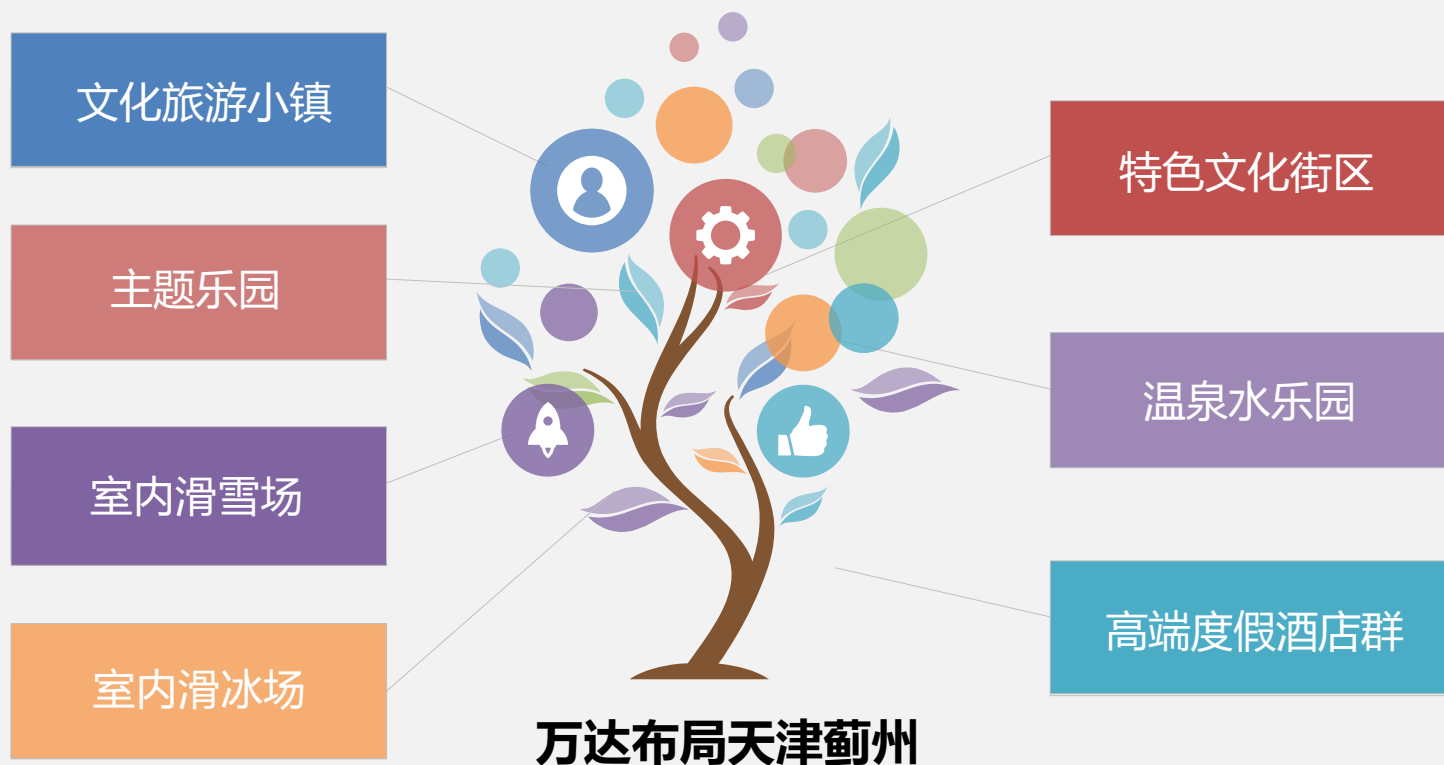 文化旅游小镇
主题乐园
室内滑雪场
室内滑冰场
特色文化街区
温泉水乐园
高端度假酒店群
万达布局天津蓟州